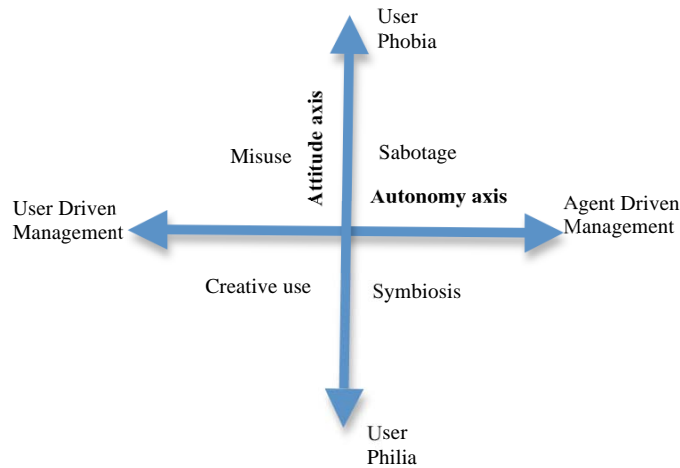 User
Phobia
Attitude axis
Misuse
Sabotage
Autonomy axis
User Driven
Management
Agent Driven
Management
Creative use
Symbiosis
User
Philia